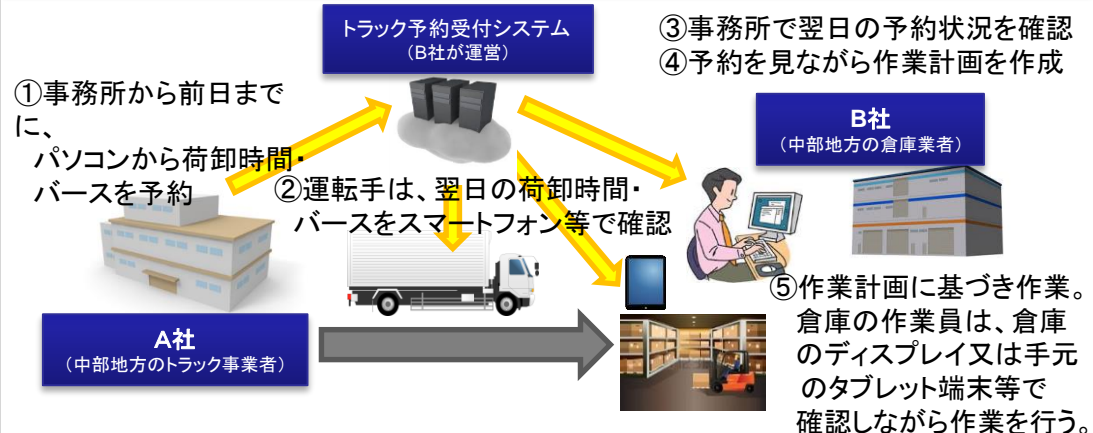 トラック予約受付システム
（B社が運営）
③事務所で翌日の予約状況を確認
④予約を見ながら作業計画を作成
①事務所から前日まで
に、
パソコンから荷卸時間・
バースを予約
B社
（中部地方の倉庫業者）
②運転手は、翌日の荷卸時間・
バースをスマートフォン等で確認
A社
（中部地方のトラック事業者）
⑤作業計画に基づき作業。
倉庫の作業員は、倉庫
のディスプレイ又は手元
のタブレット端末等で
確認しながら作業を行う。